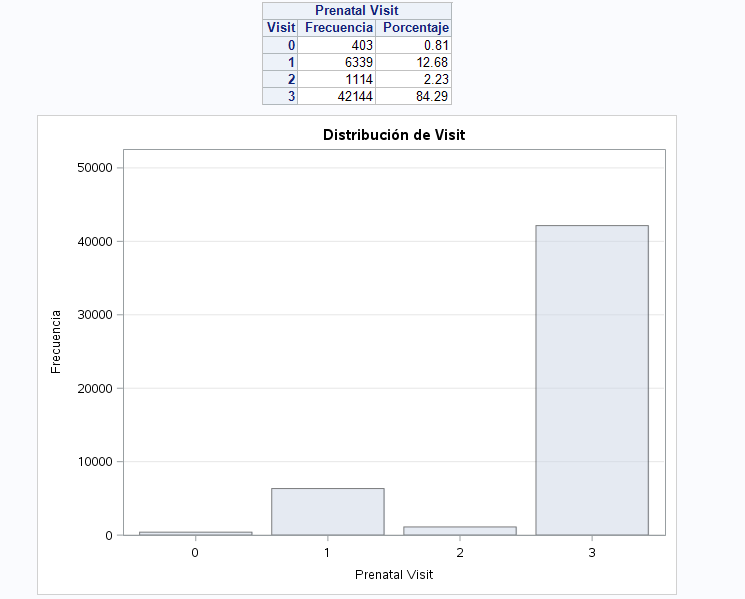 Prenatal Visit
Visit Frecuencia Porcentaje
0 403 0.81
1 6339 12.68
2 1114 2.23
3 42144 84.29
Distribución de Visit
50000
40000
30000
20000
10000
0
Frecuencia
0 1 2 3
Prenatal Visit